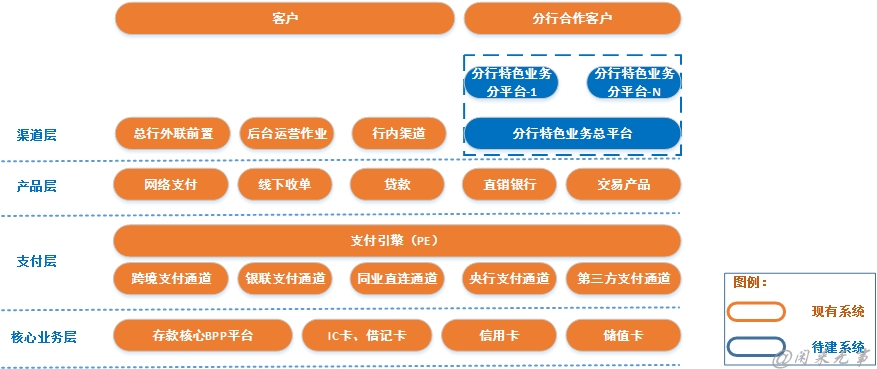 客户
分行合作客户
分行特色业务
分平台-1
分行特色业务
分平台-N
渠道层
总行外联前置
后台运营作业
行内渠道
分行特色业务总平台
产品层
网络支付
线下收单
贷款
直销银行
交易产品
支付引擎（PE）
支付层
跨境支付通道
银联支付通道
同业直连通道
央行支付通道
第三方支付通道
核心业务层
存款核心BPP平台
IC卡、借记卡
信用卡
储值卡
图例：
现有系统
待建系统
@闲来无事